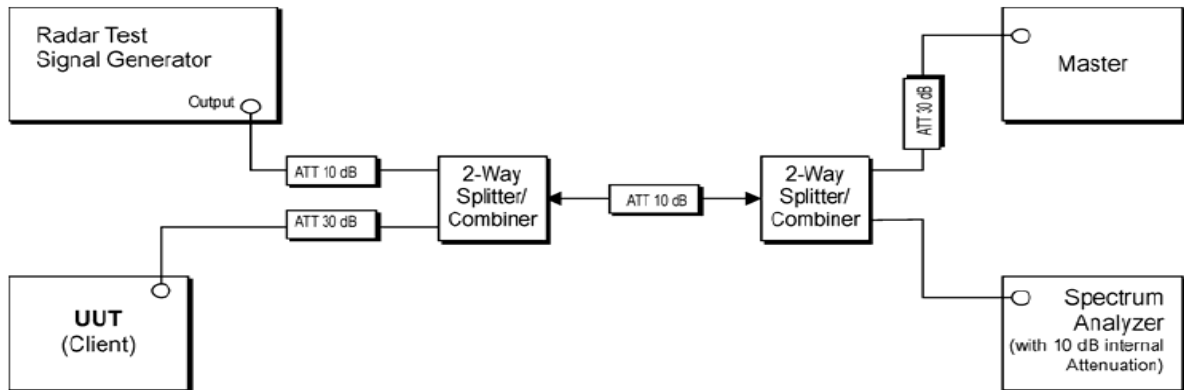 Radar Test
Signal Generator
Output
ATT 10 dB
2-Way
Splitter/
Combiner
ATT 30 dB
ATT 10 dB
2-Way
Splitter/
Combiner
ATT 30 dB
Master
UUT
(Client)
Spectrum
Analyzer
(with 10 dB internal
Attenuation)